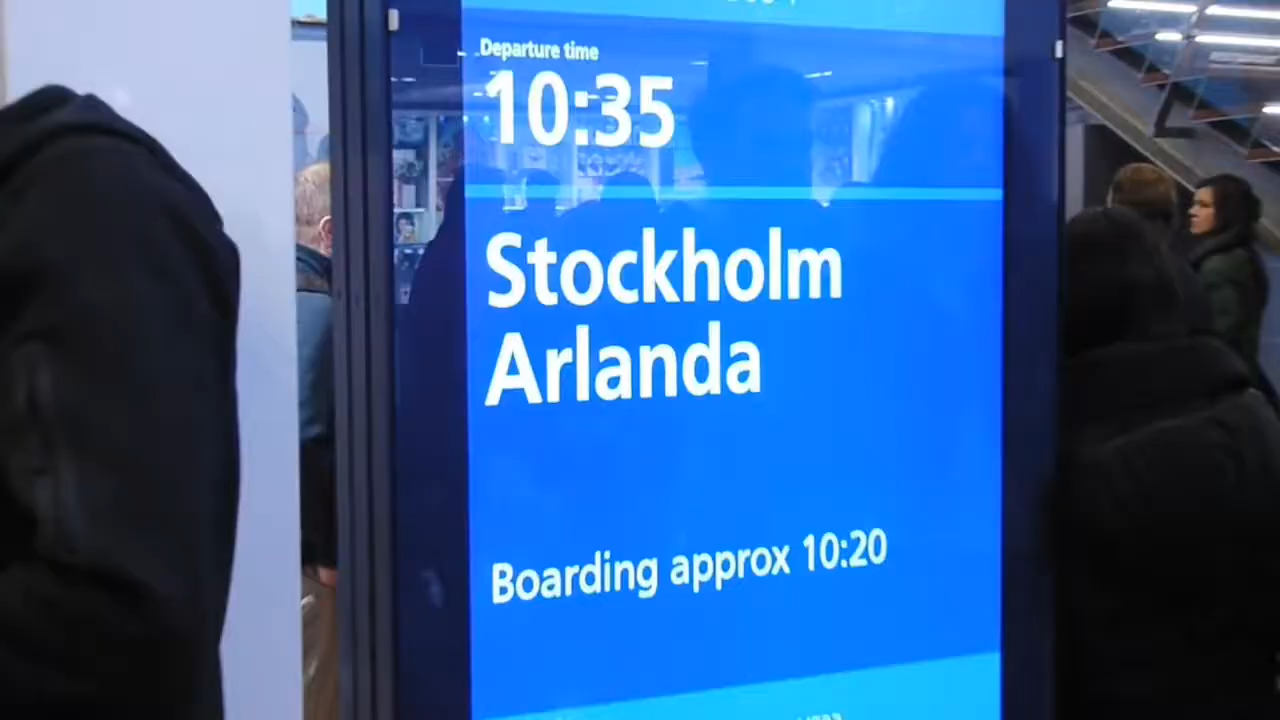 Departure time
10:35
Stockholm
Arlanda
Boarding approx 10:20